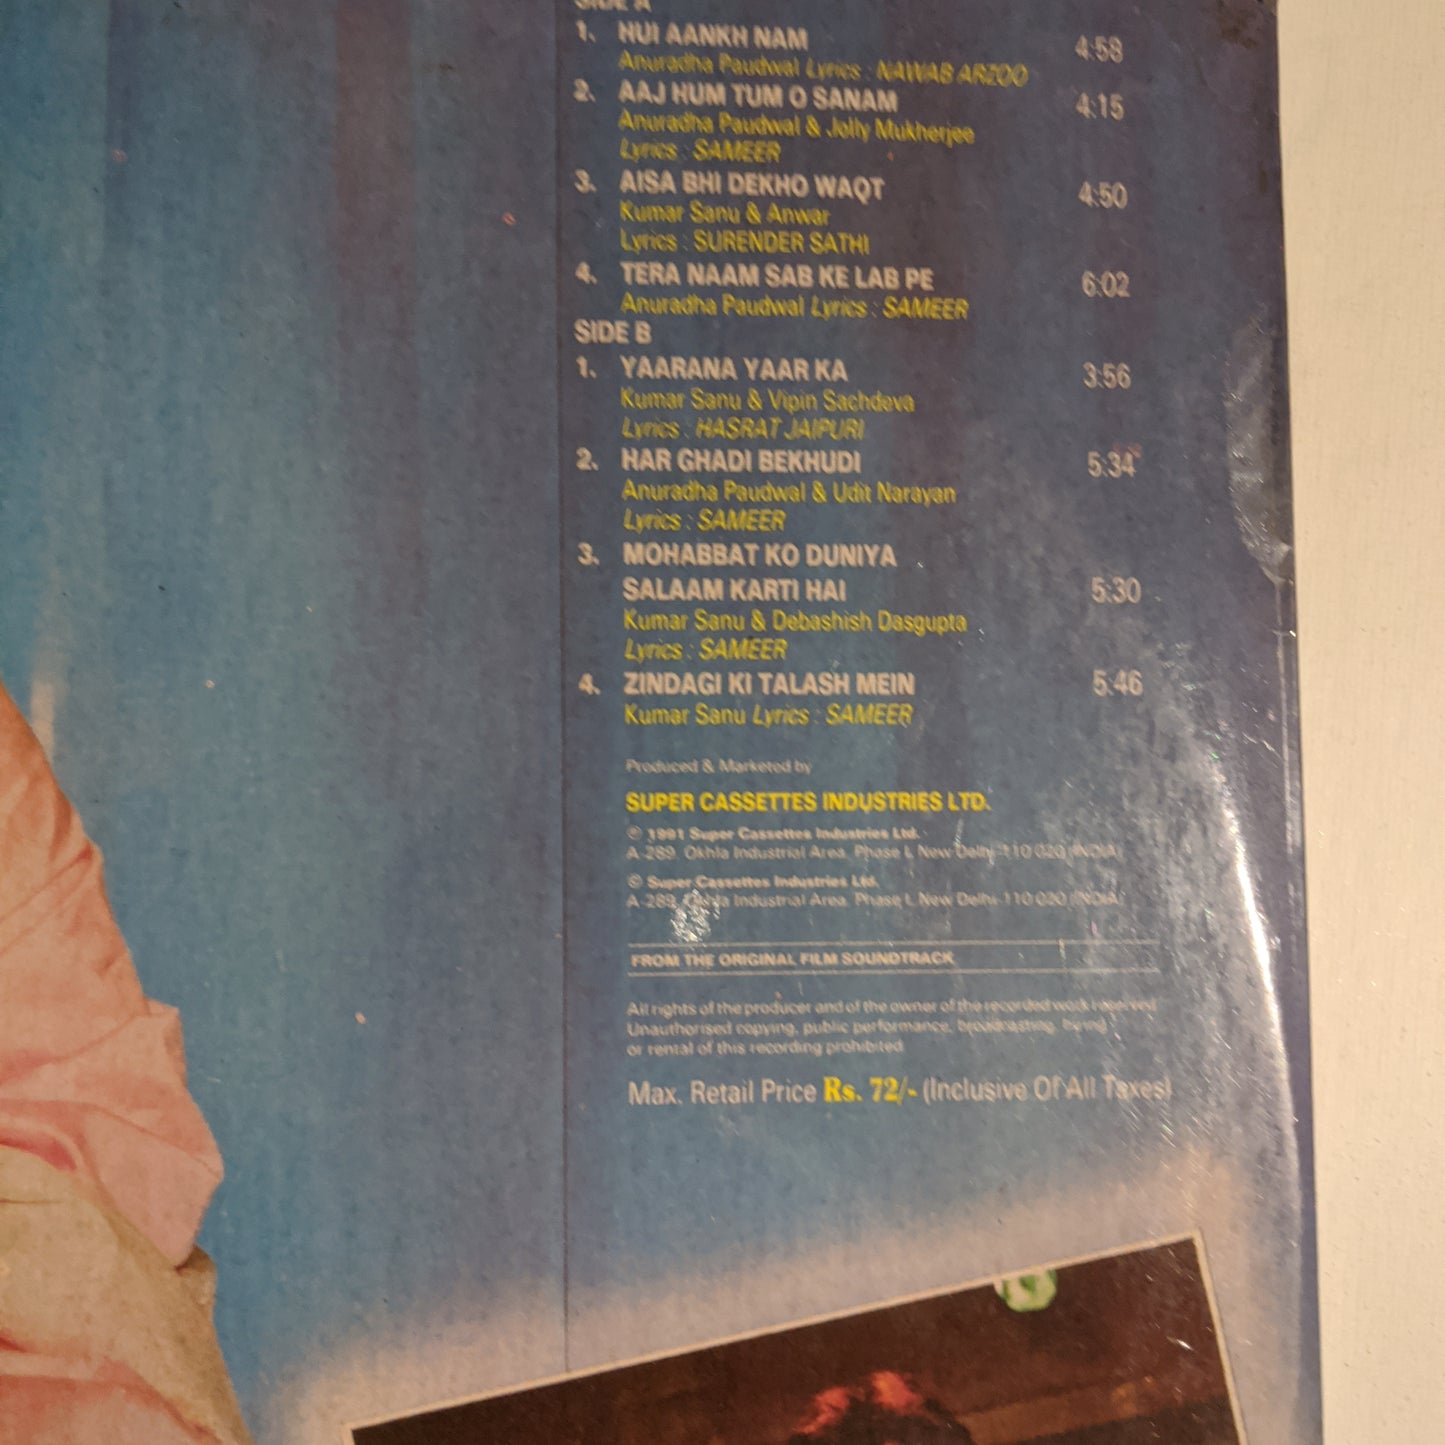 SIDE A
1. HUI AANKH NAM 4:58
Anuradha Paudwal Lyrics : NAWAB ARZOO
2. AAJ HUM TUM O SANAM 4:15
Anuradha Paudwal & Jolly Mukherjee
Lyrics : SAMEER
3. AISA BHI DEKHO WAQT 4:50
Kumar Sanu & Anwar
Lyrics : SURENDER SATHI
4. TERA NAAM SAB KE LAB PE 6:02
Anuradha Paudwal Lyrics : SAMEER
SIDE B
1. YAARANA YAAR KA 3:56
Kumar Sanu & Vipin Sachdeva
Lyrics : HASRAT JAIPURI
2. HAR GHADI BEKHUDI 5:34
Anuradha Paudwal & Udit Narayan
Lyrics : SAMEER
3. MOHABBAT KO DUNIYA
SALAAM KARTI HAI 5:30
Kumar Sanu & Debashish Dasgupta
Lyrics : SAMEER
4. ZINDAGI KI TALASH MEIN 5:46
Kumar Sanu Lyrics : SAMEER
Produced & Marketed by
SUPER CASSETTES INDUSTRIES LTD.
℗ 1991 Super Cassettes Industries Ltd.
A-289, Okhla Industrial Area, Phase I, New Delhi-110 020 (INDIA)
© Super Cassettes Industries Ltd.
A-289, Okhla Industrial Area, Phase I, New Delhi-110 020 (INDIA)
FROM THE ORIGINAL FILM SOUNDTRACK
All rights of the producer and of the owner of the recorded work reserved
Unauthorised copying, public performance, broadcasting, hiring
or rental of this recording prohibited
Max. Retail Price Rs. 72/- (Inclusive Of All Taxes)